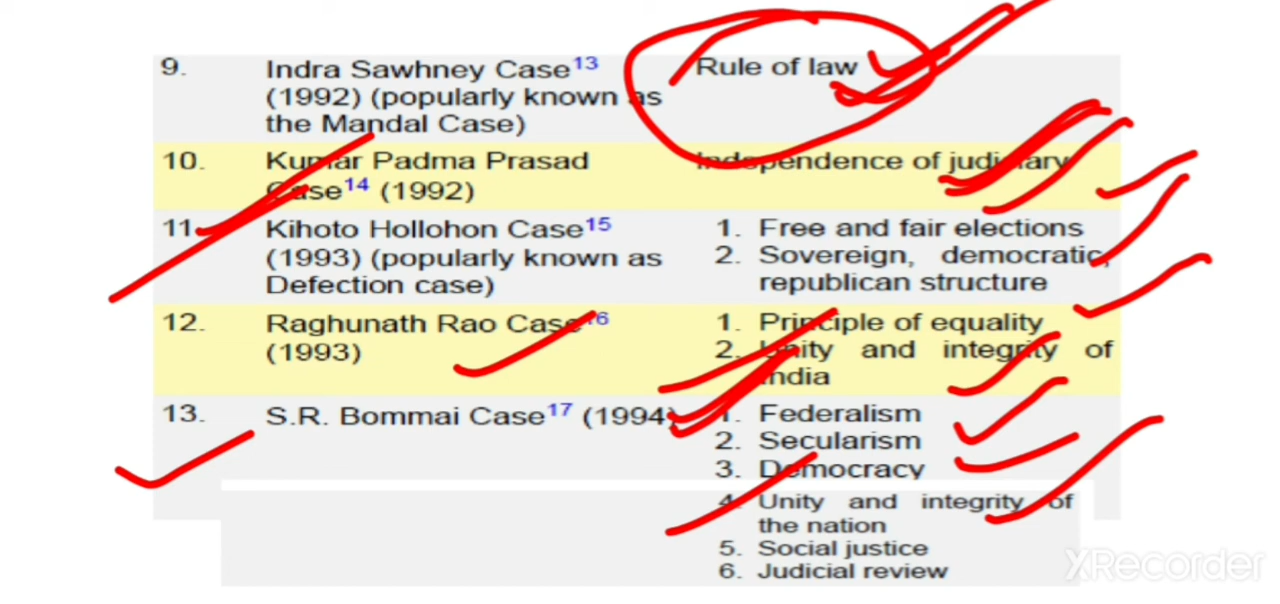 9. Indra Sawhney Case13 Rule of law
(1992) (popularly known as
the Mandal Case)
10. Kumar Padma Prasad Independence of judiciary
Case14 (1992)
11. Kihoto Hollohon Case15 1. Free and fair elections
(1993) (popularly known as 2. Sovereign, democratic,
Defection case) republican structure
12. Raghunath Rao Case16 1. Principle of equality
(1993) 2. Unity and integrity of
India
13. S.R. Bommai Case17 (1994) 1. Federalism
2. Secularism
3. Democracy
4. Unity and integrity of
the nation
5. Social justice
6. Judicial review
XRecorder